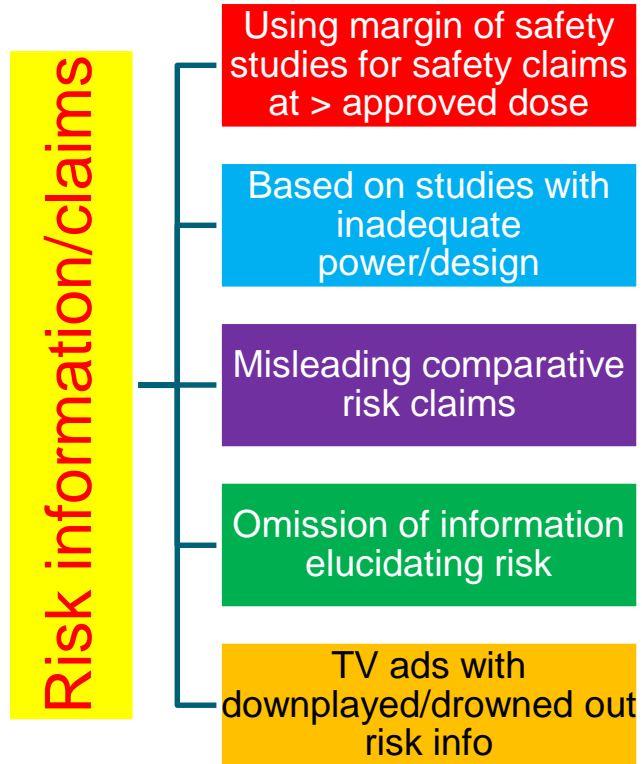 Risk information/claims
Using margin of safety
studies for safety claims
at > approved dose
Based on studies with
inadequate
power/design
Misleading comparative
risk claims
Omission of information
elucidating risk
TV ads with
downplayed/drowned out
risk info